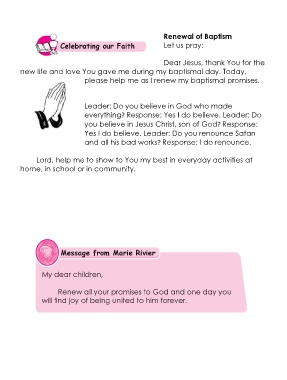 Celebrating our Faith
Renewal of Baptism
Let us pray:
Dear Jesus, thank You for the
new life and love You gave me during my baptismal day. Today,
please help me as I renew my baptismal promises.
Leader: Do you believe in God who made
everything? Response: Yes I do believe. Leader: Do
you believe in Jesus Christ, son of God? Response:
Yes I do believe. Leader: Do you renounce Satan
and all his bad works? Response: I do renounce.
Lord, help me to show to You my best in everyday activities at
home, in school or in community.
Message from Marie Rivier
My dear children,
Renew all your promises to God and one day you
will find joy of being united to him forever.